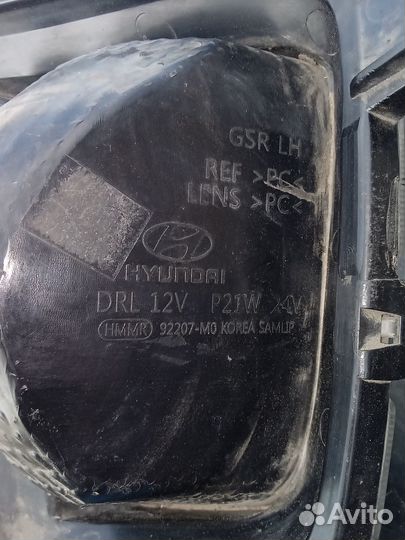 GSR LH
REF >PC<
LENS >PC<
HYUNDAI
DRL 12V P21W
HMMR 92207-M0 KOREA SAMLIP
Avito